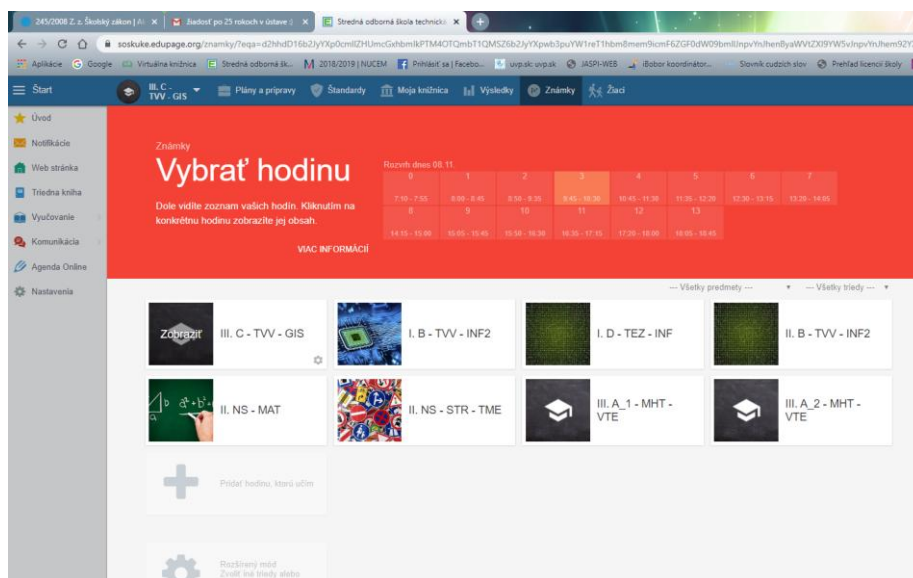 245/2008 Z. z. Školský zákon | Ak
žiadosť po 25 rokoch v ústave :(
Stredná odborná škola technická
Aplikácie
Google
Virtuálna knižnica
Stredná odborná šk...
2018/2019 | NÚCEM
Prihlásiť sa | Facebo...
uvp.sk: uvp.sk
JASPI-WEB
iBobor koordinátor...
Slovník cudzích slov
Prehľad licencií školy
Štart
III. C -
TVV - GIS
Plány a prípravy
Štandardy
Moja knižnica
Výsledky
Známky
Žiaci
Úvod
Notifikácie
Web stránka
Triedna kniha
Vyučovanie
Komunikácia
Agenda Online
Nastavenia
Známky
Vybrať hodinu
Dole vidíte zoznam vašich hodín. Kliknutím na
konkrétnu hodinu zobrazíte jej obsah.
VIAC INFORMÁCIÍ
Rozvrh dnes 08.11.
0 1 2 3 4 5 6 7
7:10 - 7:55 8:00 - 8:45 8:50 - 9:35 9:45 - 10:30 10:45 - 11:30 11:35 - 12:20 12:30 - 13:15 13:20 - 14:05
8 9 10 11 12 13
14:15 - 15:00 15:05 - 15:45 15:50 - 16:30 16:35 - 17:15 17:20 - 18:00 18:05 - 18:45
--- Všetky predmety ---
--- Všetky triedy ---
Zobraziť
III. C - TVV - GIS
I. B - TVV - INF2
I. D - TEZ - INF
II. B - TVV - INF2
II. NS - MAT
II. NS - STR - TME
III. A_1 - MHT -
VTE
III. A_2 - MHT -
VTE
Pridať hodinu, ktorú učím
Rozšírený mód
Zvoliť iné triedy alebo